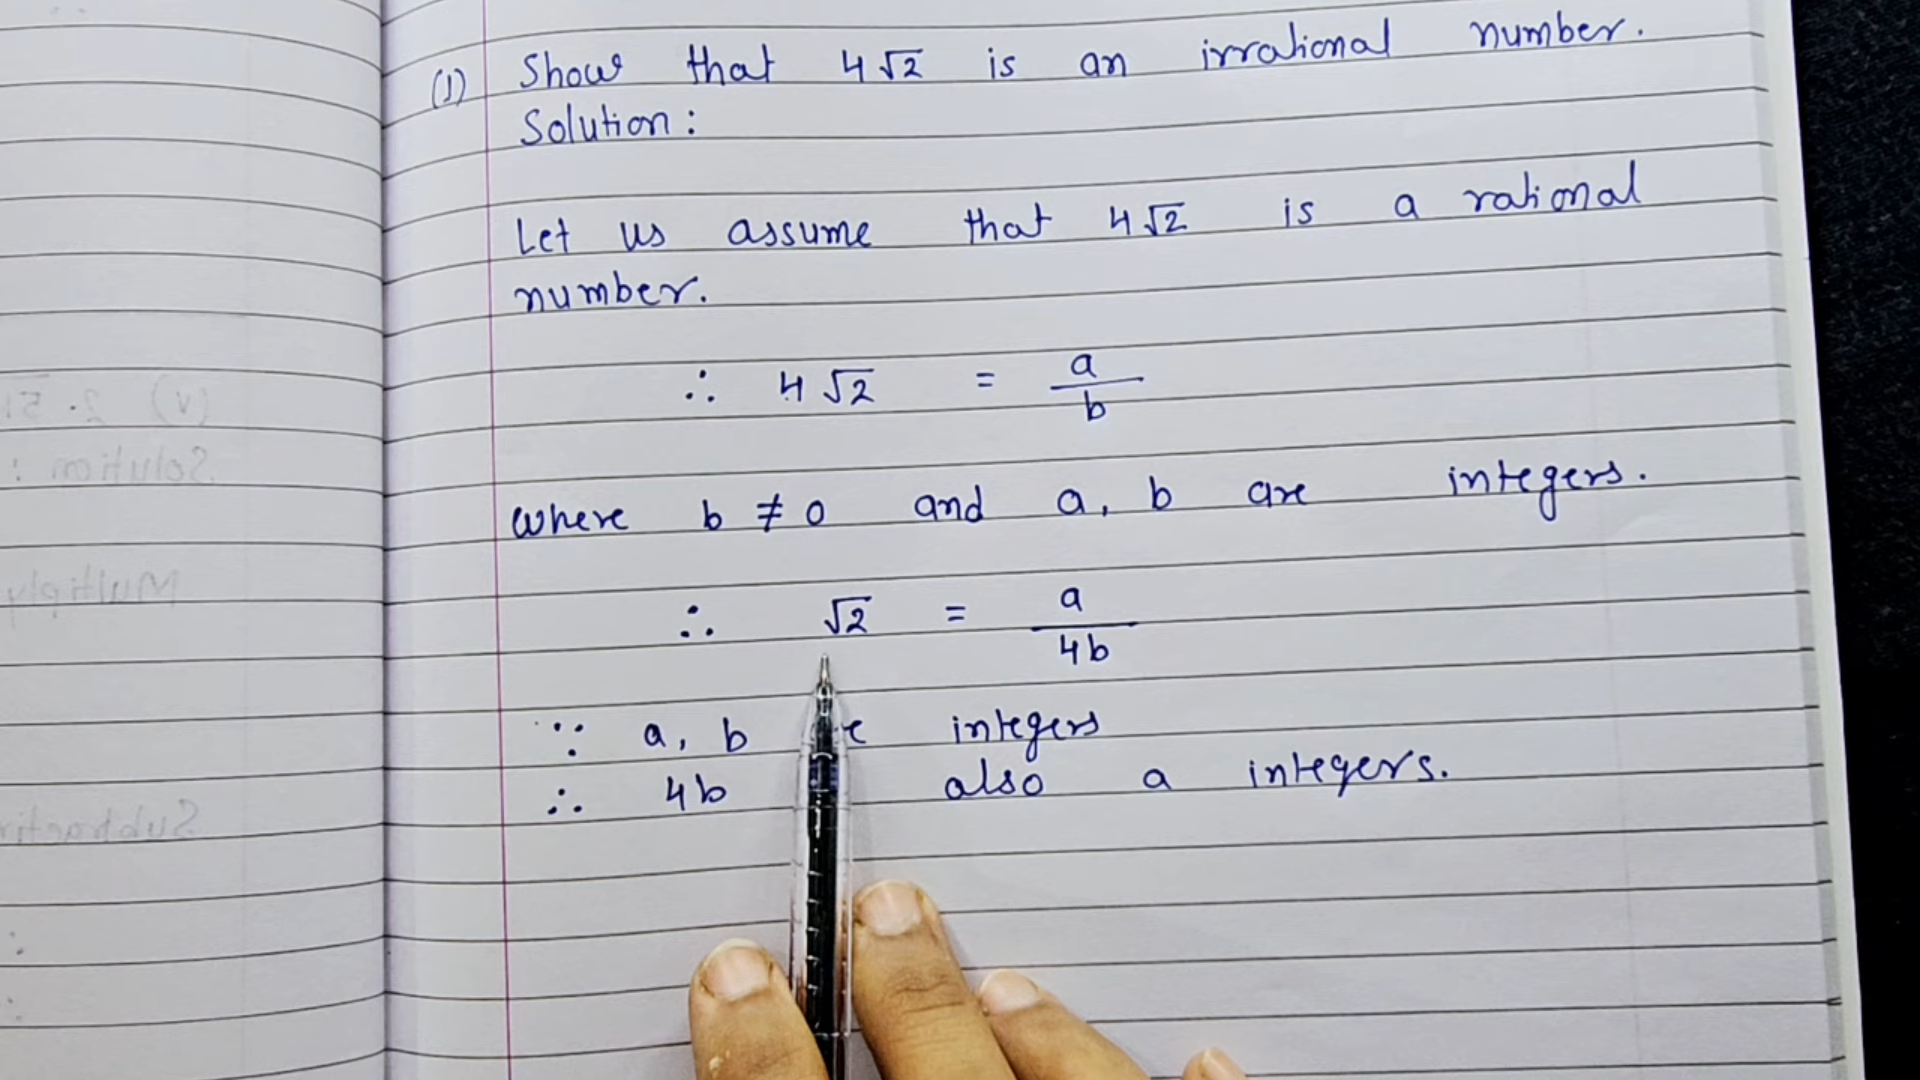 (1) Show that 4√2 is an irrational number.
Solution:
Let us assume that 4√2 is a rational
number.
∴ 4√2 = a/b
where b ≠ 0 and a, b are integers.
∴ √2 = a/4b
∵ a, b integers
∴ 4b also a integers.